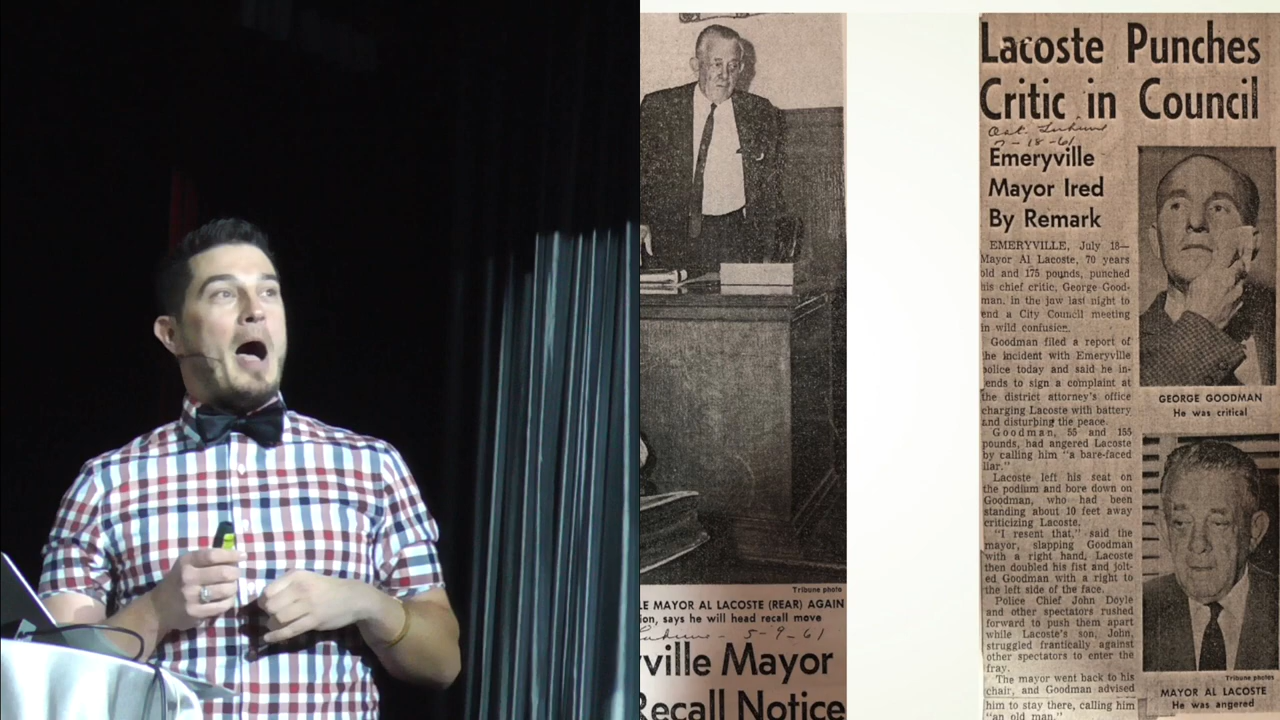 Tribune photo
LE MAYOR AL LACOSTE (REAR) AGAIN
ion, says he will head recall move
5-9-61
ville Mayor
Recall Notice
Lacoste Punches
Critic in Council
7-18-61
Emeryville
Mayor Ired
By Remark
EMERYVILLE, July 18—
Mayor Al Lacoste, 70 years
old and 175 pounds, punched
his chief critic, George Good-
man, in the jaw last night to
end a City Council meeting
in wild confusion.
Goodman filed a report of
the incident with Emeryville
police today and said he in-
tends to sign a complaint at
the district attorney's office
charging Lacoste with battery
and disturbing the peace.
Goodman, 55 and 155
pounds, had angered Lacoste
by calling him "a bare-faced
liar."
Lacoste left his seat on
the podium and bore down on
Goodman, who had been
standing about 10 feet away
criticizing Lacoste.
"I resent that," said the
mayor, slapping Goodman
with a right hand. Lacoste
then doubled his fist and jolt-
ed Goodman with a right to
the left side of the face.
Police Chief John Doyle
and other spectators rushed
forward to push them apart
while Lacoste's son, John,
struggled frantically against
other spectators to enter the
fray.
The mayor went back to his
chair, and Goodman advised
him to stay there, calling him
"an old man."
GEORGE GOODMAN
He was critical
Tribune photos
MAYOR AL LACOSTE
He was angered